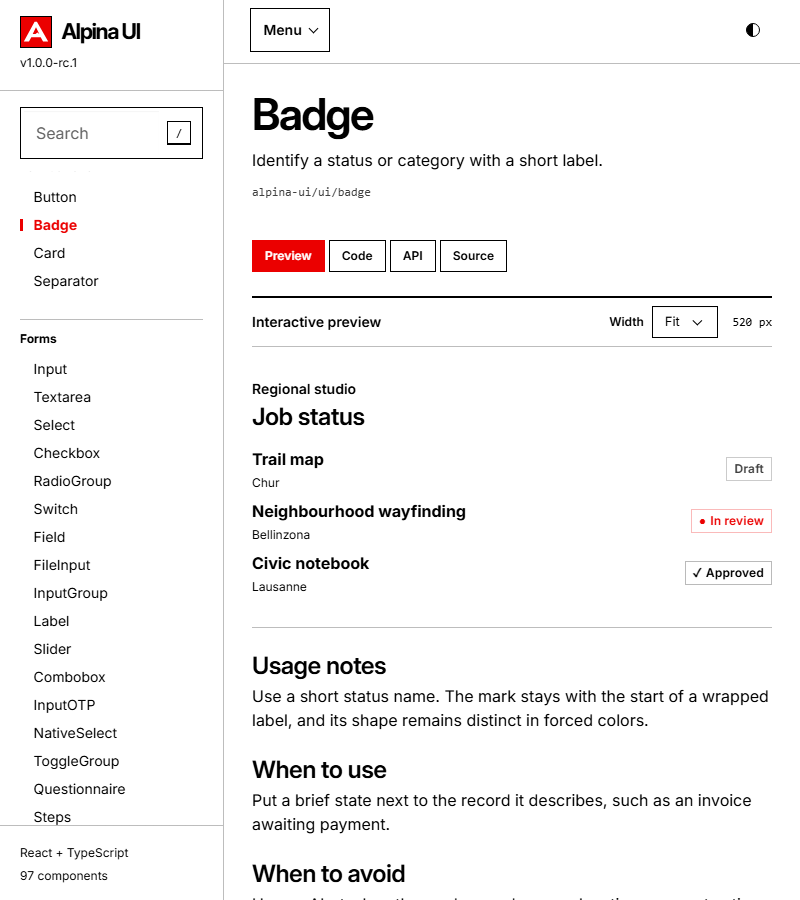 Alpina UI
v1.0.0-rc.1
Search
/
Button
Badge
Card
Separator
Forms
Input
Textarea
Select
Checkbox
RadioGroup
Switch
Field
FileInput
InputGroup
Label
Slider
Combobox
InputOTP
NativeSelect
ToggleGroup
Questionnaire
Steps
React + TypeScript
97 components
Menu
Badge
Identify a status or category with a short label.
alpina-ui/ui/badge
Preview
Code
API
Source
Interactive preview
Width
Fit
520 px
Regional studio
Job status
Trail map
Chur
Draft
Neighbourhood wayfinding
Bellinzona
In review
Civic notebook
Lausanne
✓ Approved
Usage notes
Use a short status name. The mark stays with the start of a wrapped
label, and its shape remains distinct in forced colors.
When to use
Put a brief state next to the record it describes, such as an invoice
awaiting payment.
When to avoid